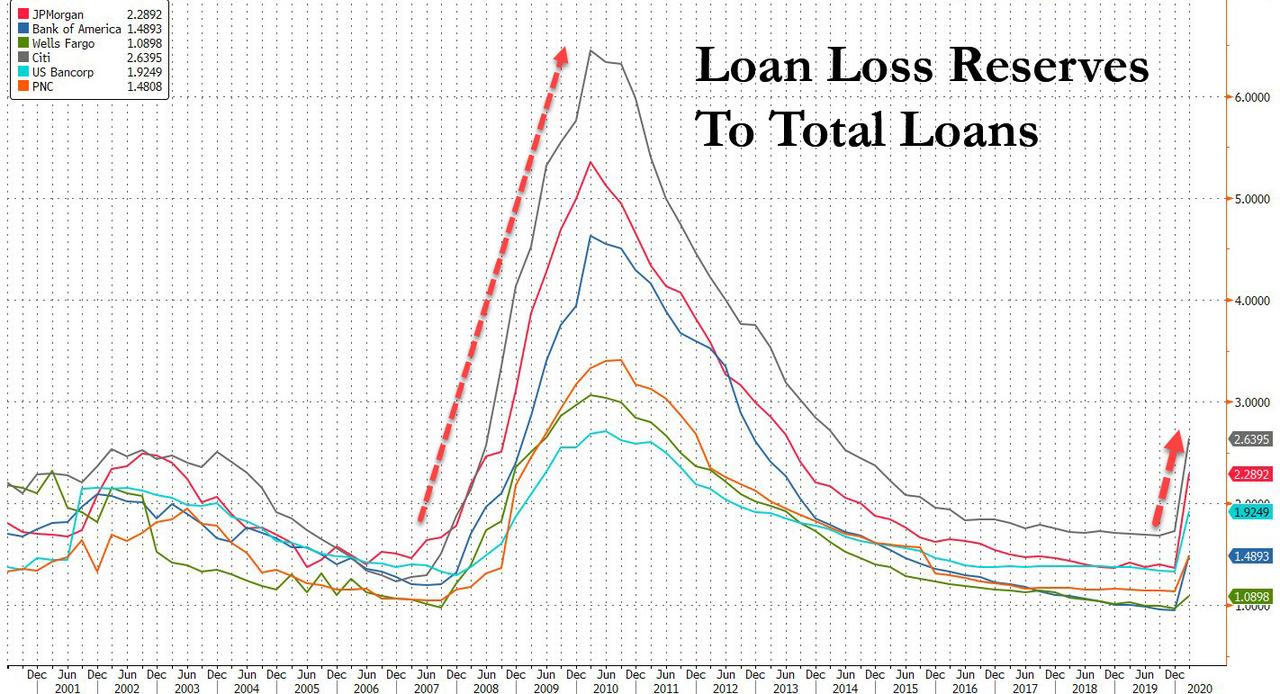 JPMorgan 2.2892
Bank of America 1.4893
Wells Fargo 1.0898
Citi 2.6395
US Bancorp 1.9249
PNC 1.4808
Loan Loss Reserves
To Total Loans
6.0000
5.0000
4.0000
3.0000
2.6395
2.2892
1.9249
1.4893
1.0898
Dec Jun Dec Jun Dec Jun Dec Jun Dec Jun Dec Jun Dec Jun Dec Jun Dec Jun Dec Jun Dec Jun Dec Jun Dec Jun Dec Jun Dec Jun Dec Jun Dec Jun Dec Jun Dec Jun Dec
2001 2002 2003 2004 2005 2006 2007 2008 2009 2010 2011 2012 2013 2014 2015 2016 2017 2018 2019 2020